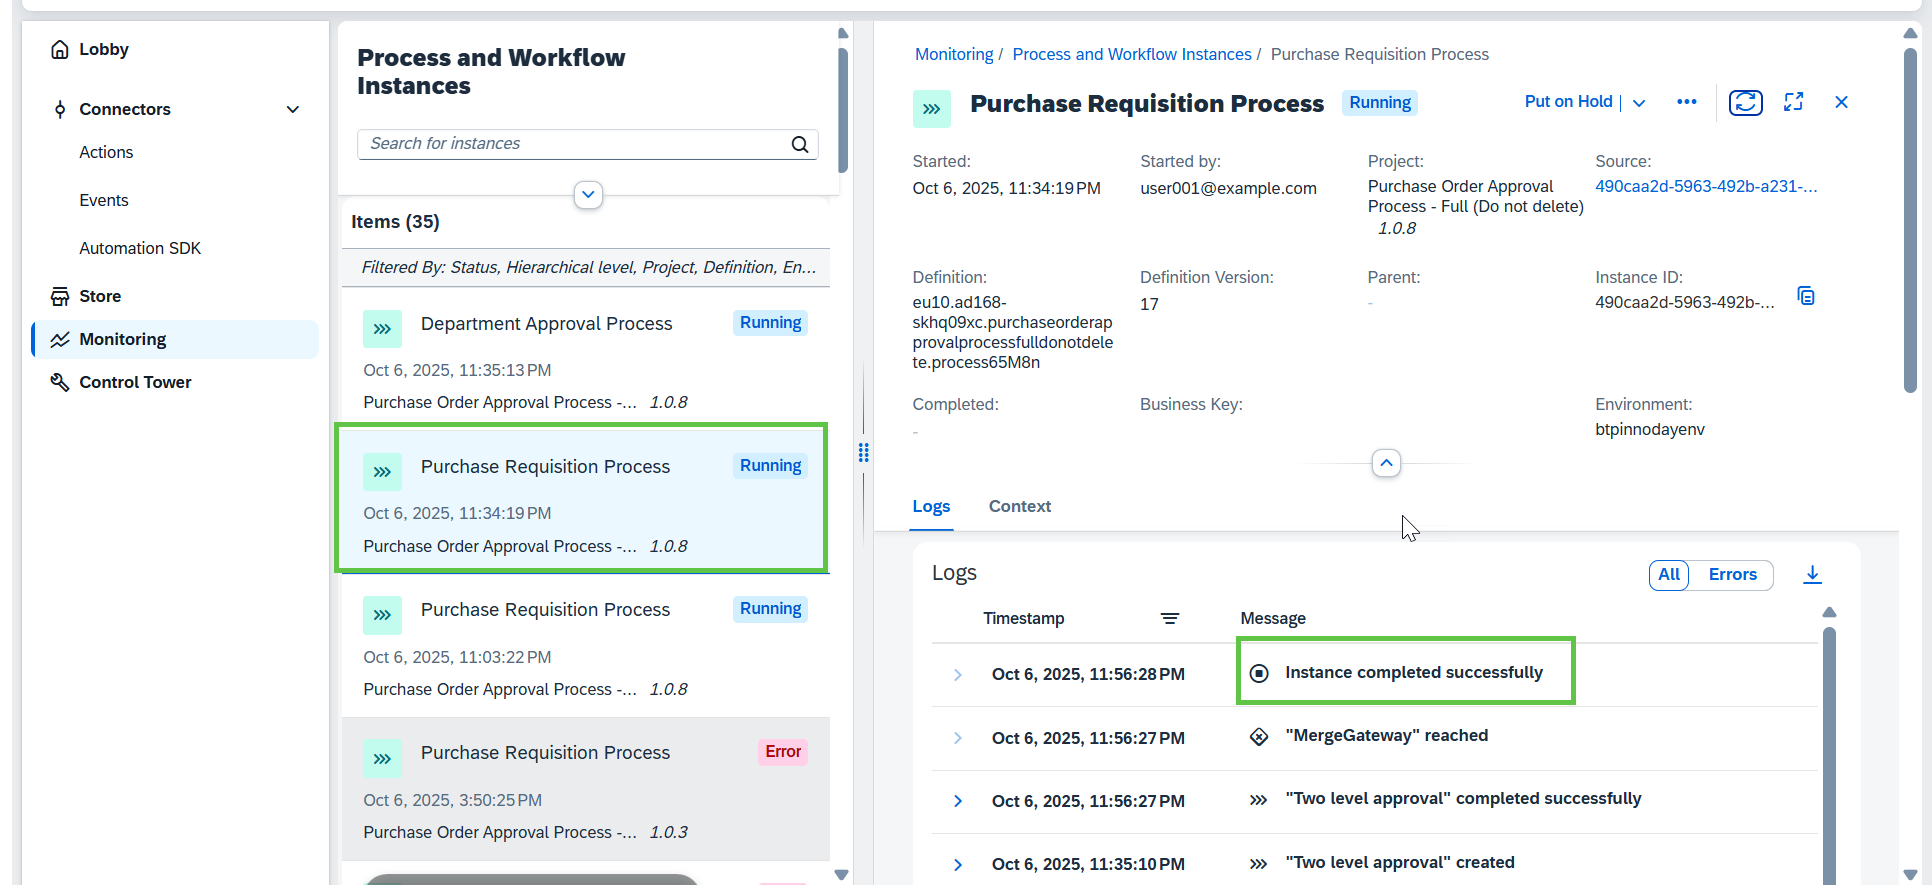 Lobby
Connectors
Actions
Events
Automation SDK
Store
Monitoring
Control Tower
Process and Workflow
Instances
Search for instances
Items (35)
Filtered By: Status, Hierarchical level, Project, Definition, En...
Department Approval Process
Running
Oct 6, 2025, 11:35:13 PM
Purchase Order Approval Process -... 1.0.8
Purchase Requisition Process
Running
Oct 6, 2025, 11:34:19 PM
Purchase Order Approval Process -... 1.0.8
Purchase Requisition Process
Running
Oct 6, 2025, 11:03:22 PM
Purchase Order Approval Process -... 1.0.8
Purchase Requisition Process
Error
Oct 6, 2025, 3:50:25 PM
Purchase Order Approval Process -... 1.0.3
Monitoring / Process and Workflow Instances / Purchase Requisition Process
Purchase Requisition Process
Running
Put on Hold
Started:
Oct 6, 2025, 11:34:19 PM
Started by:
user001@example.com
Project:
Purchase Order Approval
Process - Full (Do not delete)
1.0.8
Source:
490caa2d-5963-492b-a231-...
Definition:
eu10.ad168-
skhq09xc.purchaseorderap
provalprocessfulldonotdele
te.process65M8n
Definition Version:
17
Parent:
-
Instance ID:
490caa2d-5963-492b-...
Completed:
-
Business Key:
Environment:
btpinnodayenv
Logs
Context
Logs
All
Errors
Timestamp
Message
Oct 6, 2025, 11:56:28 PM
Instance completed successfully
Oct 6, 2025, 11:56:27 PM
"MergeGateway" reached
Oct 6, 2025, 11:56:27 PM
"Two level approval" completed successfully
Oct 6, 2025, 11:35:10 PM
"Two level approval" created